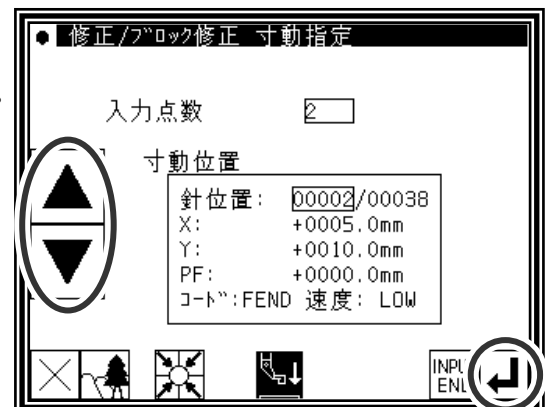 ● 修正/ブロック修正 寸動指定
入力点数 2
寸動位置
針位置: 00002/00038
X: +0005.0mm
Y: +0010.0mm
PF: +0000.0mm
コード:FEND 速度: LOW